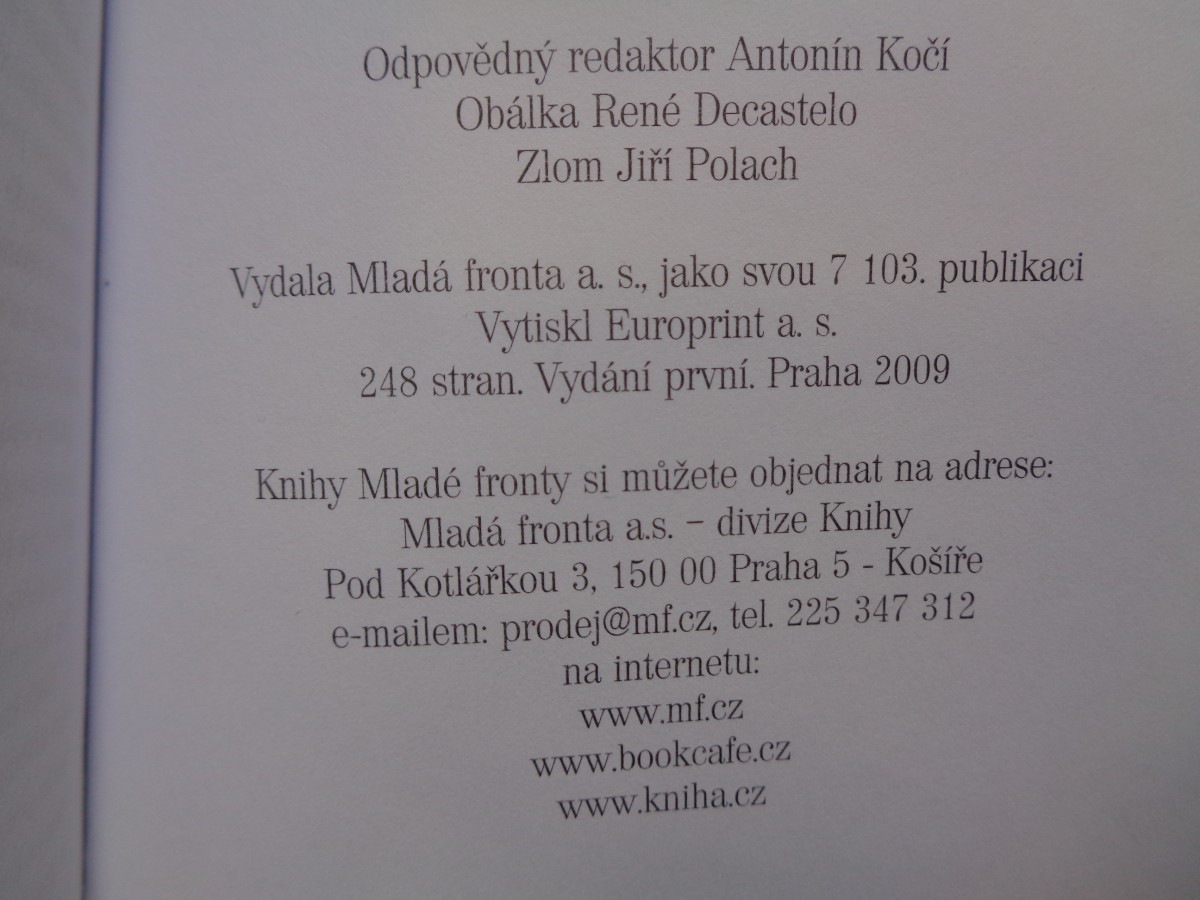 Odpovědný redaktor Antonín Kočí
Obálka René Decastelo
Zlom Jiří Polach
Vydala Mladá fronta a. s., jako svou 7 103. publikaci
Vytiskl Europrint a. s.
248 stran. Vydání první. Praha 2009
Knihy Mladé fronty si můžete objednat na adrese:
Mladá fronta a.s. – divize Knihy
Pod Kotlářkou 3, 150 00 Praha 5 - Košíře
e-mailem: prodej@mf.cz, tel. 225 347 312
na internetu:
www.mf.cz
www.bookcafe.cz
www.kniha.cz